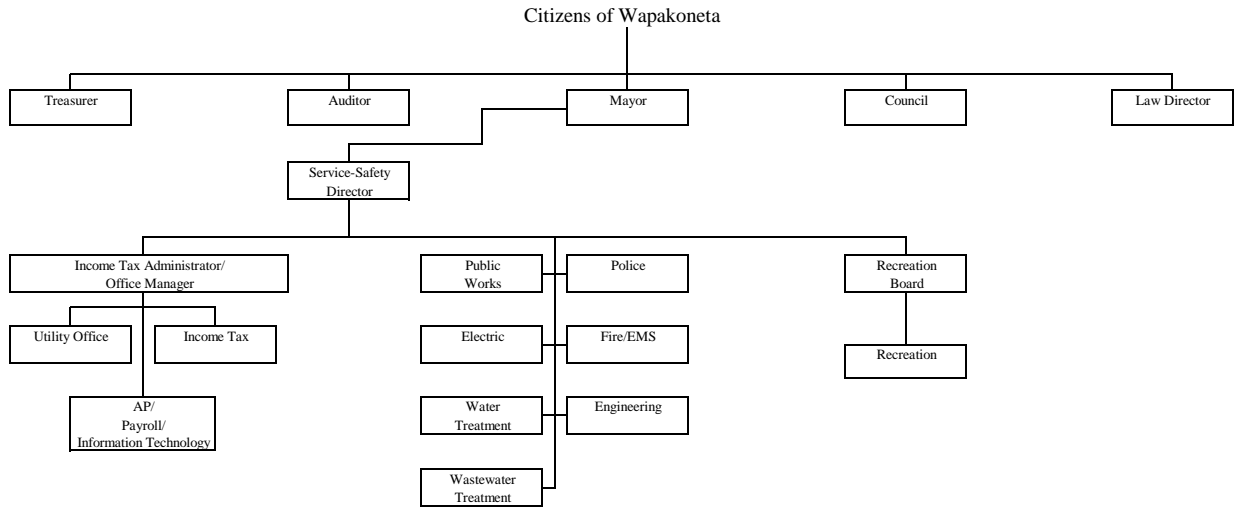 Citizens of Wapakoneta
Treasurer
Auditor
Mayor
Council
Law Director
Service-Safety
Director
Income Tax Administrator/
Office Manager
Public
Works
Police
Recreation
Board
Utility Office
Income Tax
Electric
Fire/EMS
Recreation
AP/
Payroll/
Information Technology
Water
Treatment
Engineering
Wastewater
Treatment